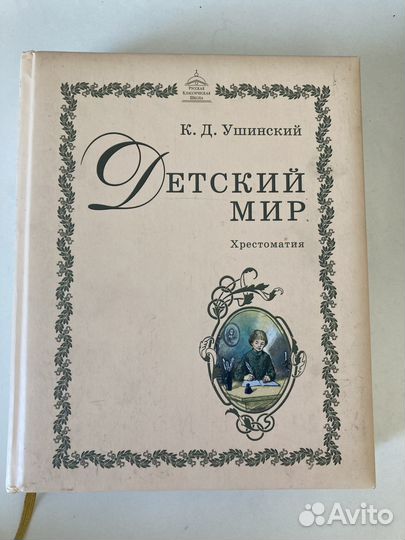 Русская
Классическая
Школа
К. Д. Ушинский
Детский
мир
Хрестоматия
Avito